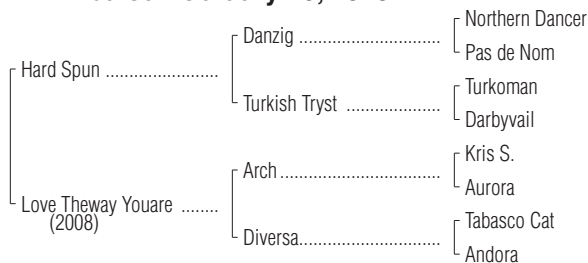 Northern Dancer
Danzig
Pas de Nom
Hard Spun
Turkoman
Turkish Tryst
Darbyvail
Kris S.
Arch
Aurora
Love Theway Youare
(2008)
Tabasco Cat
Diversa
Andora